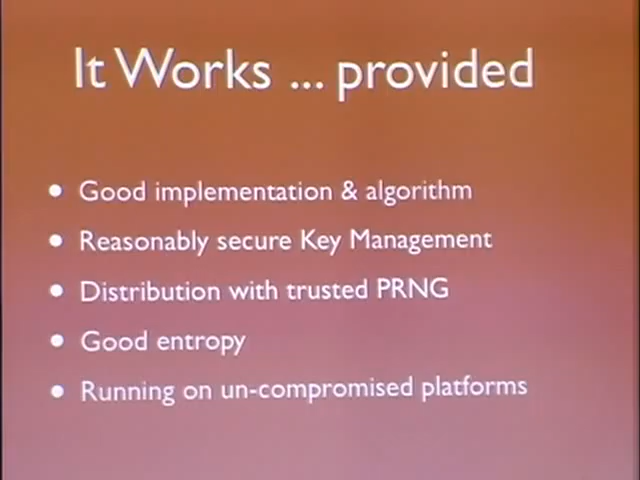 It Works ... provided
• Good implementation & algorithm
• Reasonably secure Key Management
• Distribution with trusted PRNG
• Good entropy
• Running on un-compromised platforms